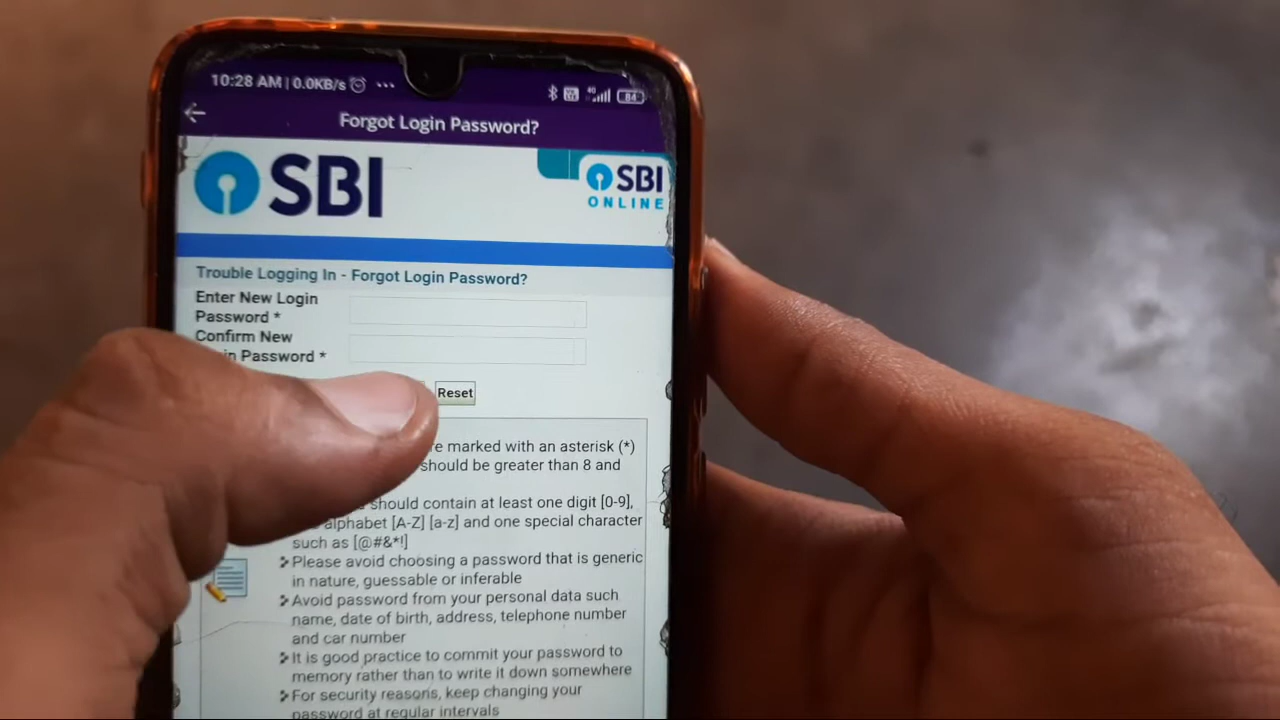 10:28 AM | 0.0KB/s ...
4G 84
Forgot Login Password?
SBI
SBI
ONLINE
Trouble Logging In - Forgot Login Password?
Enter New Login
Password *
Confirm New
in Password *
Reset
re marked with an asterisk (*)
should be greater than 8 and
should contain at least one digit [0-9],
alphabet [A-Z] [a-z] and one special character
such as [@#&*!]
Please avoid choosing a password that is generic
in nature, guessable or inferable
Avoid password from your personal data such
name, date of birth, address, telephone number
and car number
It is good practice to commit your password to
memory rather than to write it down somewhere
For security reasons, keep changing your
password at regular intervals